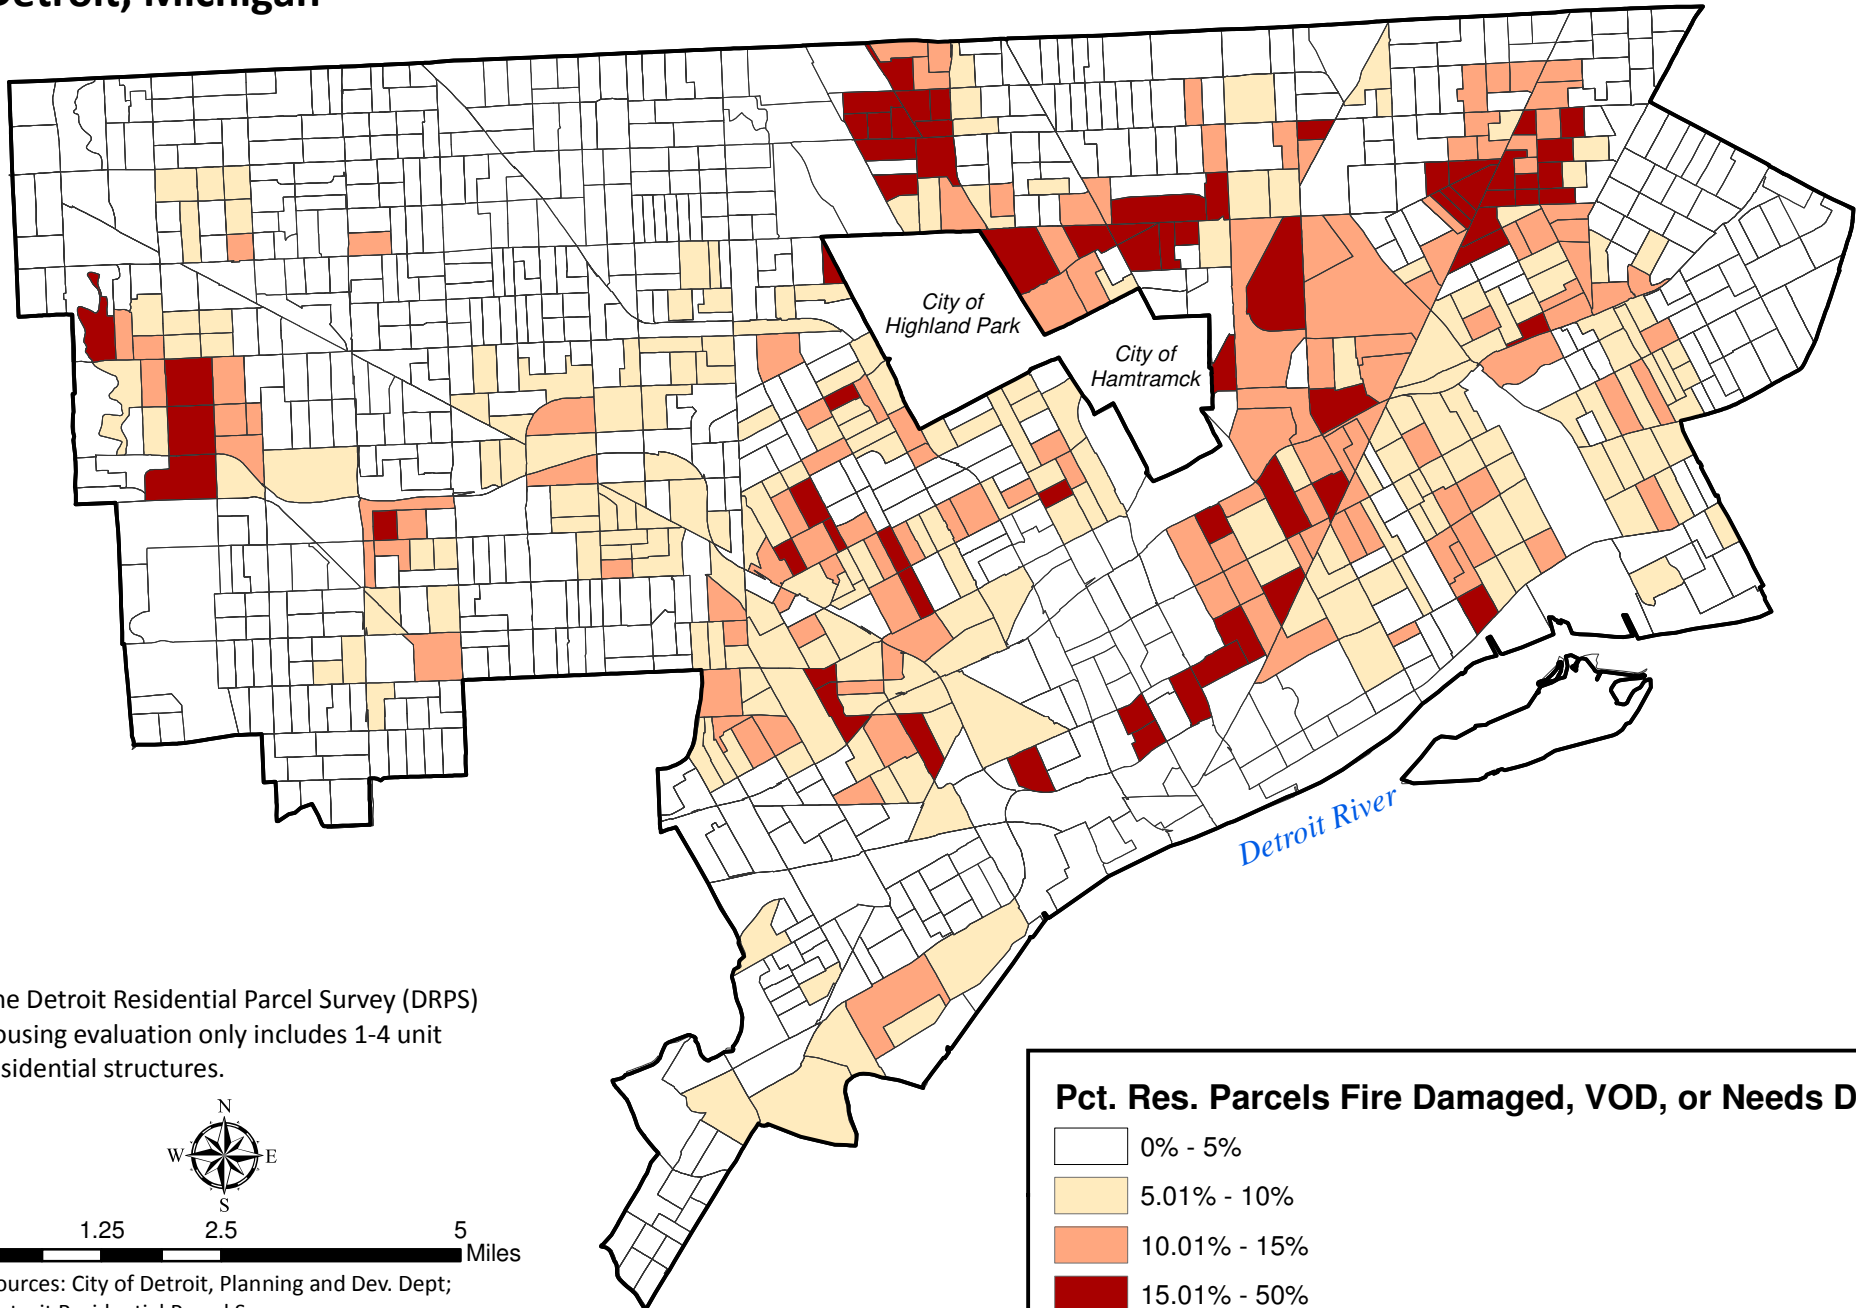 Detroit, Michigan
City of
Highland Park
City of
Hamtramck
Detroit River
he Detroit Residential Parcel Survey (DRPS)
ousing evaluation only includes 1-4 unit
sidential structures.
N
W E
S
1.25 2.5 5
Miles
ources: City of Detroit, Planning and Dev. Dept;
Pct. Res. Parcels Fire Damaged, VOD, or Needs D
0% - 5%
5.01% - 10%
10.01% - 15%
15.01% - 50%